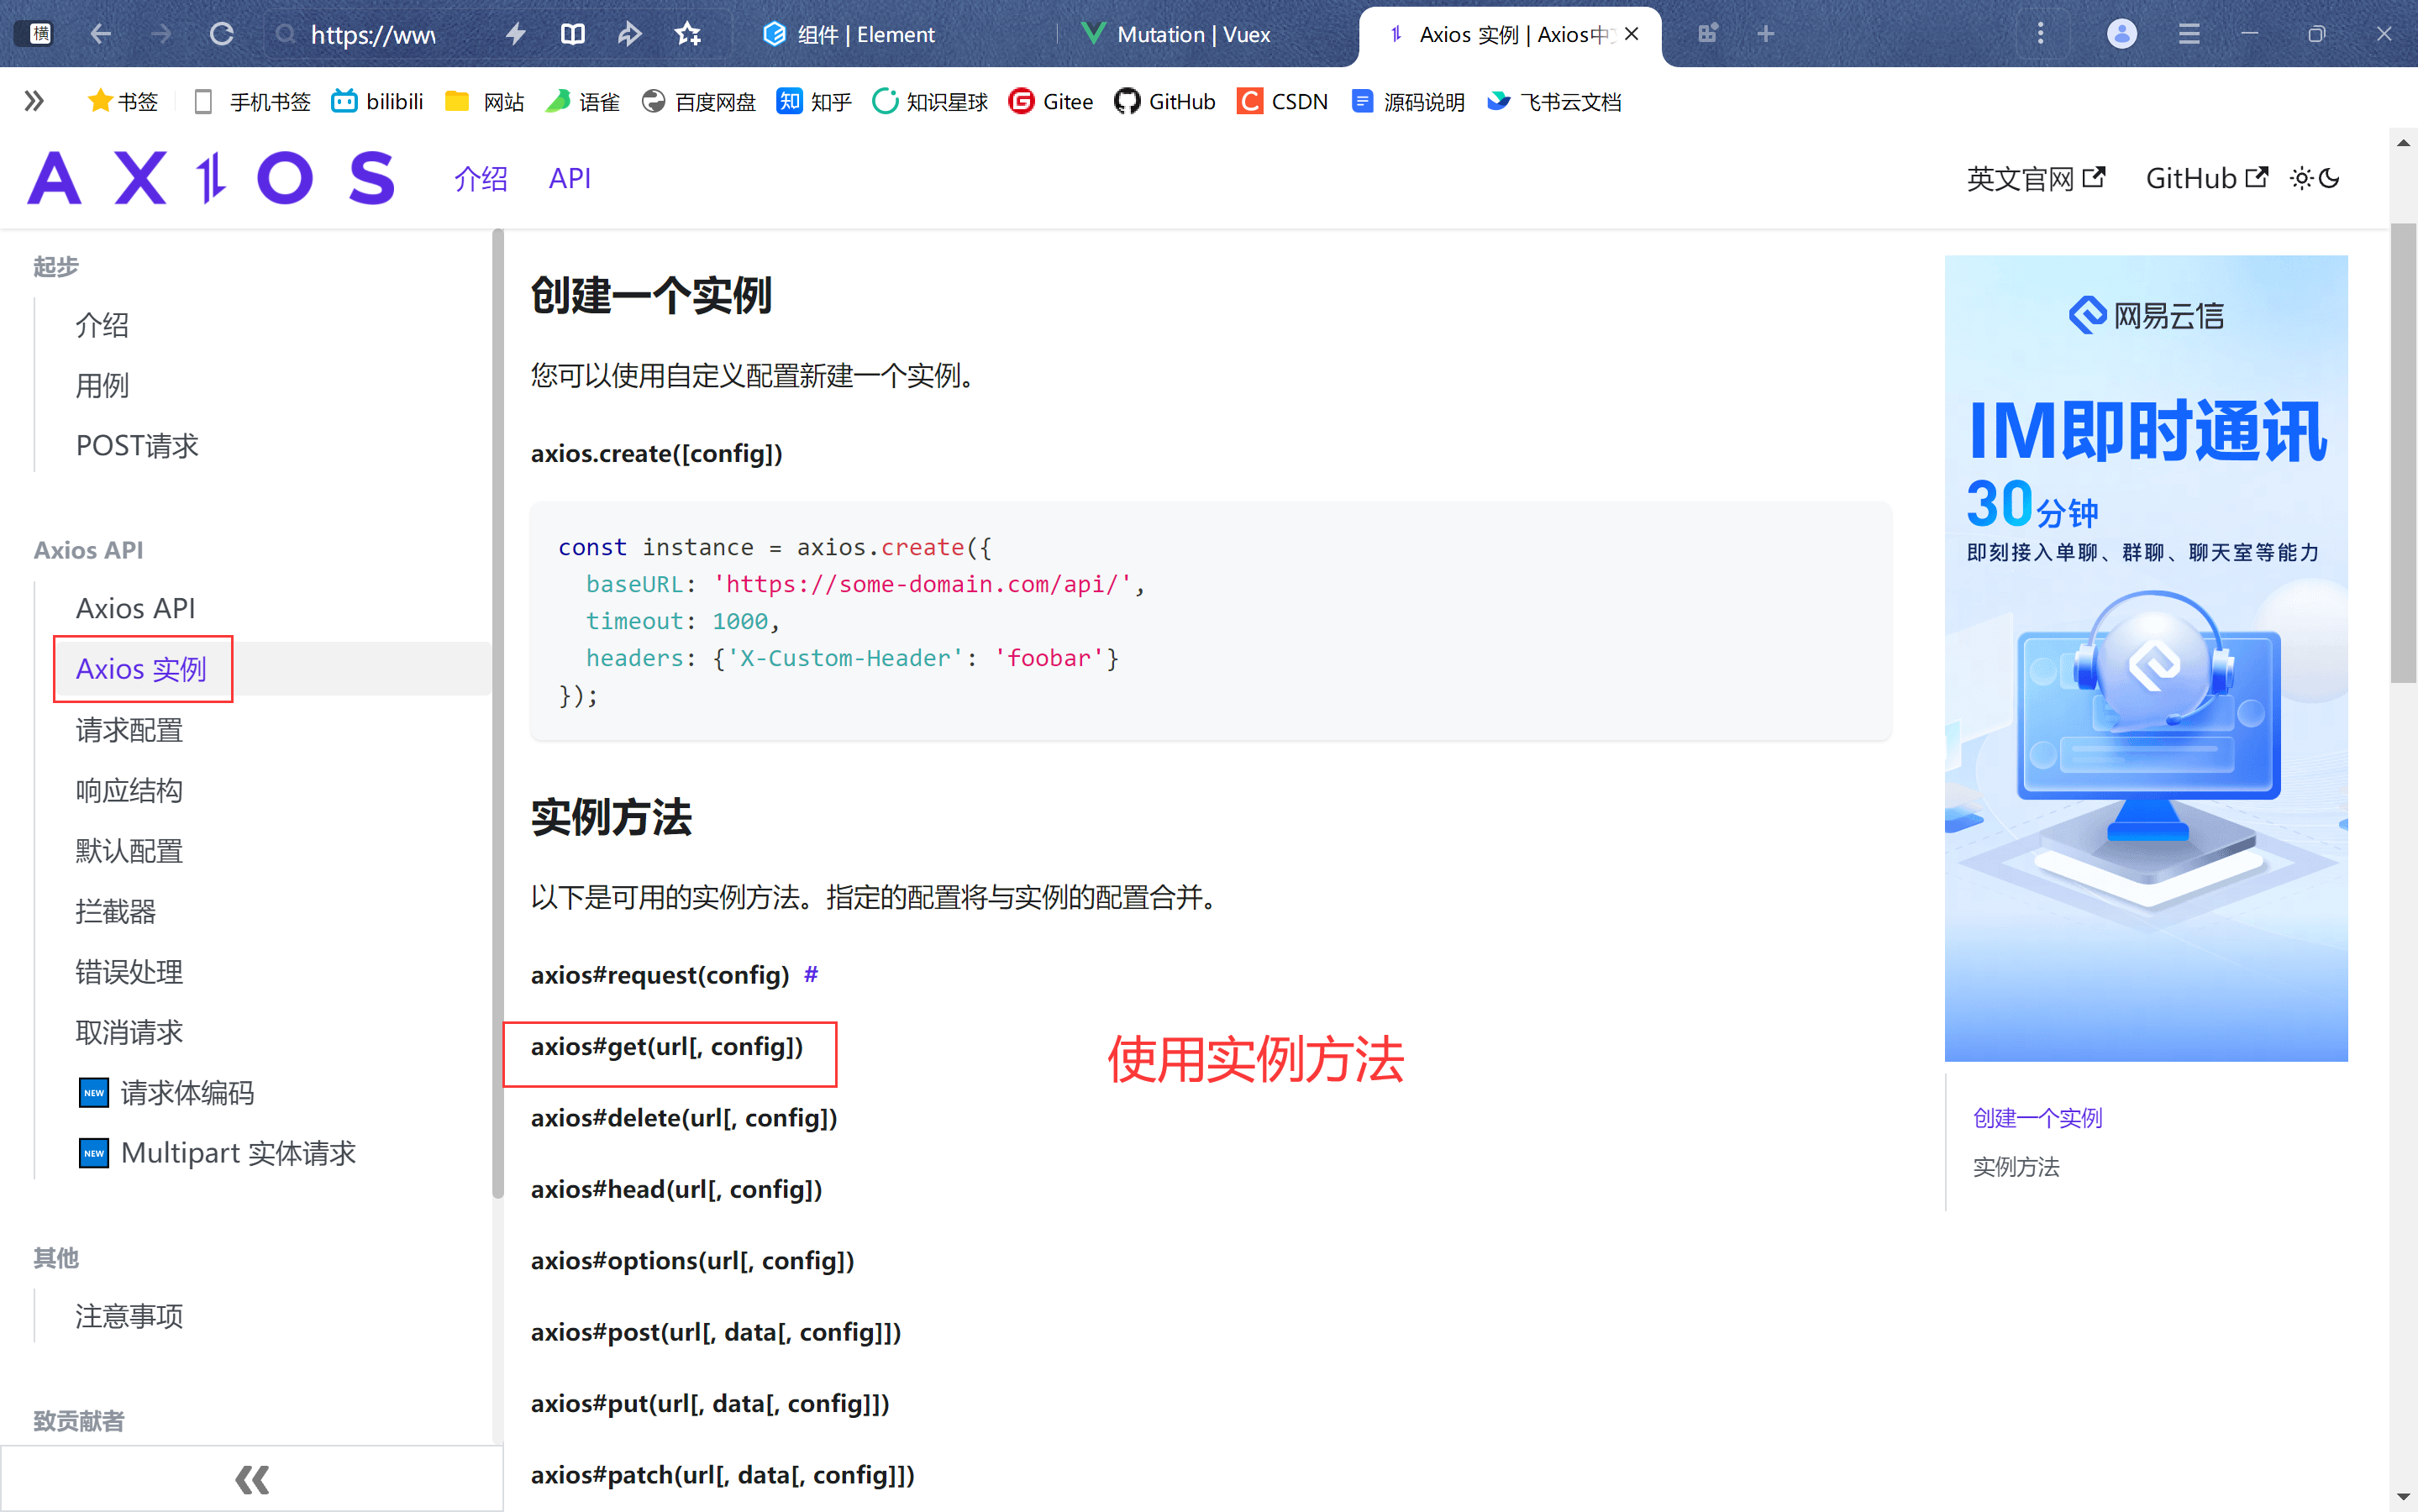 横 https://www 组件 | Element Mutation | Vuex Axios 实例 | Axios中
书签 手机书签 bilibili 网站 语雀 百度网盘 知乎 知识星球 Gitee GitHub CSDN 源码说明 飞书云文档
AXIOS 介绍 API 英文官网 GitHub
起步
介绍
用例
POST请求
Axios API
Axios API
Axios 实例
请求配置
响应结构
默认配置
拦截器
错误处理
取消请求
NEW 请求体编码
NEW Multipart 实体请求
其他
注意事项
致贡献者
创建一个实例
您可以使用自定义配置新建一个实例。
axios.create([config])
const instance = axios.create({
  baseURL: 'https://some-domain.com/api/',
  timeout: 1000,
  headers: {'X-Custom-Header': 'foobar'}
});
实例方法
以下是可用的实例方法。指定的配置将与实例的配置合并。
axios#request(config) #
axios#get(url[, config])
使用实例方法
axios#delete(url[, config])
axios#head(url[, config])
axios#options(url[, config])
axios#post(url[, data[, config]])
axios#put(url[, data[, config]])
axios#patch(url[, data[, config]])
网易云信
IM即时通讯
30分钟
即刻接入单聊、群聊、聊天室等能力
创建一个实例
实例方法